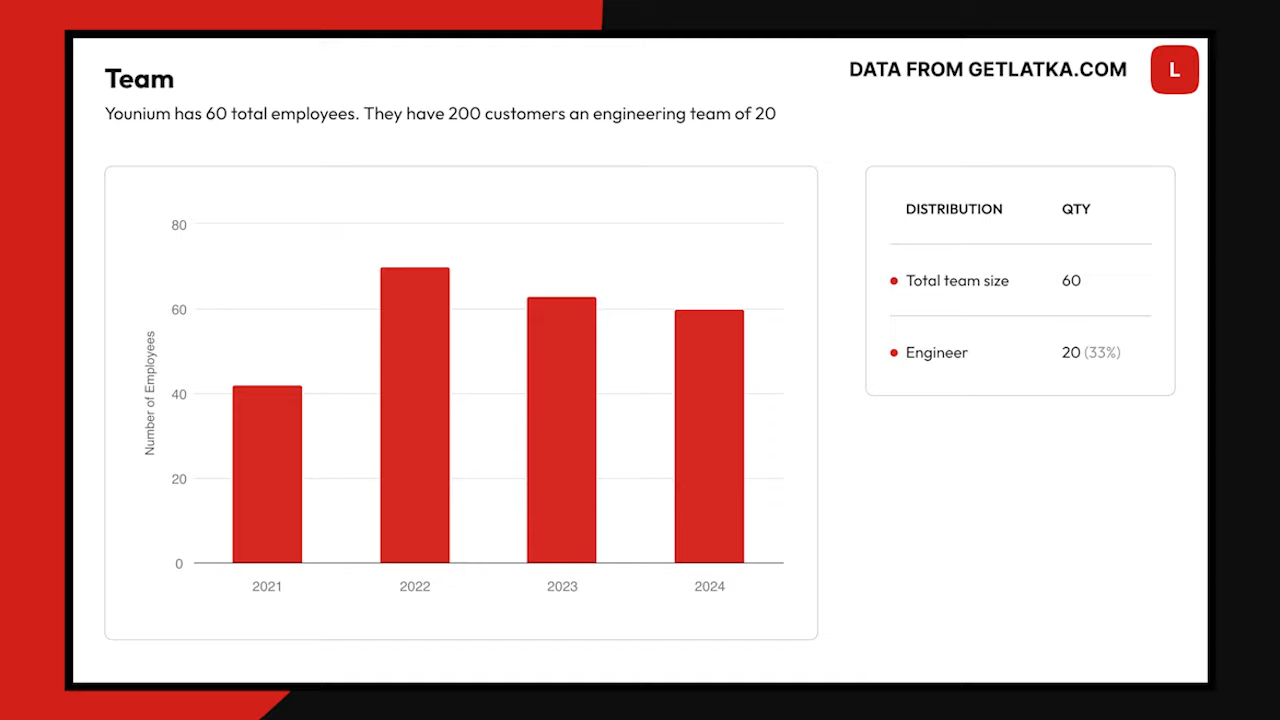 Team
DATA FROM GETLATKA.COM
L
Younium has 60 total employees. They have 200 customers an engineering team of 20
Number of Employees
80
60
40
20
0
2021
2022
2023
2024
DISTRIBUTION QTY
Total team size 60
Engineer 20 (33%)